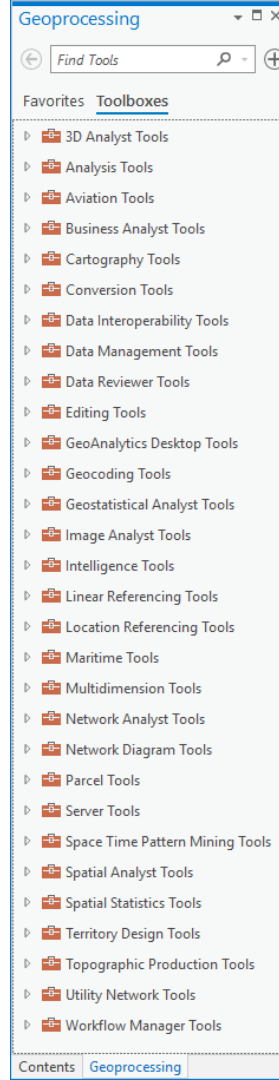 Geoprocessing
Find Tools
Favorites Toolboxes
3D Analyst Tools
Analysis Tools
Aviation Tools
Business Analyst Tools
Cartography Tools
Conversion Tools
Data Interoperability Tools
Data Management Tools
Data Reviewer Tools
Editing Tools
GeoAnalytics Desktop Tools
Geocoding Tools
Geostatistical Analyst Tools
Image Analyst Tools
Intelligence Tools
Linear Referencing Tools
Location Referencing Tools
Maritime Tools
Multidimension Tools
Network Analyst Tools
Network Diagram Tools
Parcel Tools
Server Tools
Space Time Pattern Mining Tools
Spatial Analyst Tools
Spatial Statistics Tools
Territory Design Tools
Topographic Production Tools
Utility Network Tools
Workflow Manager Tools
Contents Geoprocessing